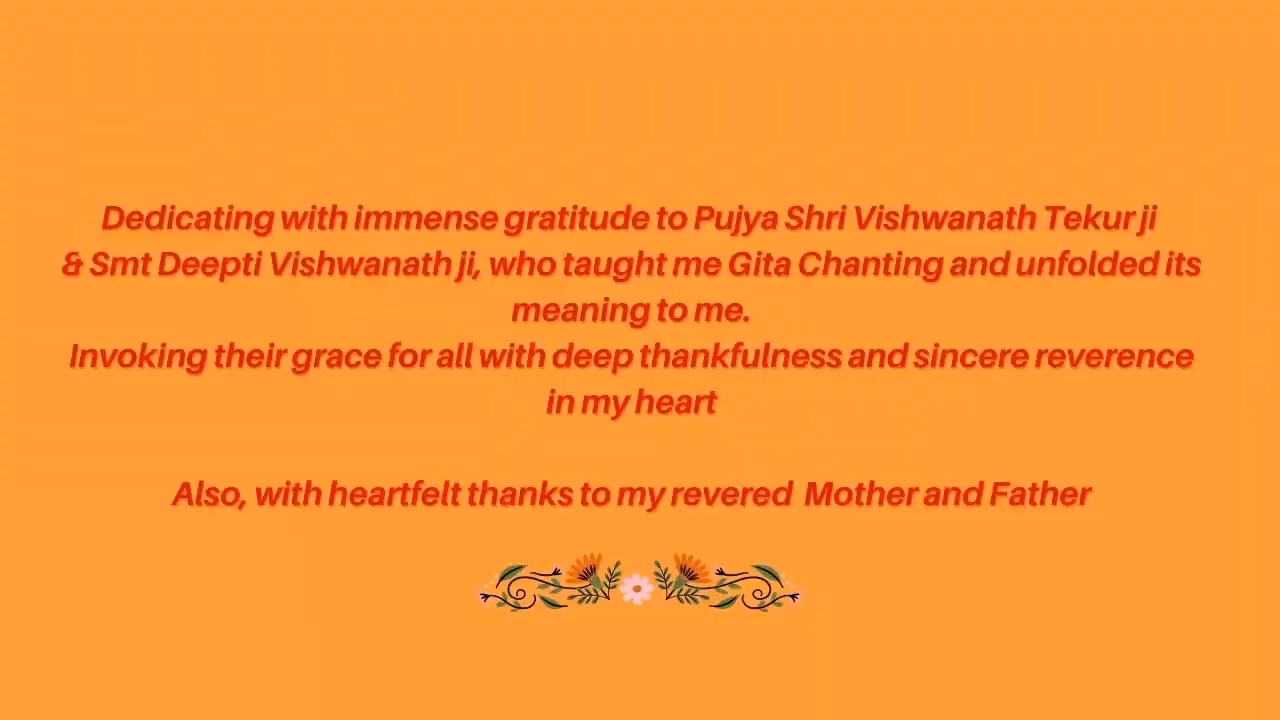 Dedicating with immense gratitude to Pujya Shri Vishwanath Tekur ji
& Smt Deepti Vishwanath ji, who taught me Gita Chanting and unfolded its
meaning to me.
Invoking their grace for all with deep thankfulness and sincere reverence
in my heart
Also, with heartfelt thanks to my revered  Mother and Father